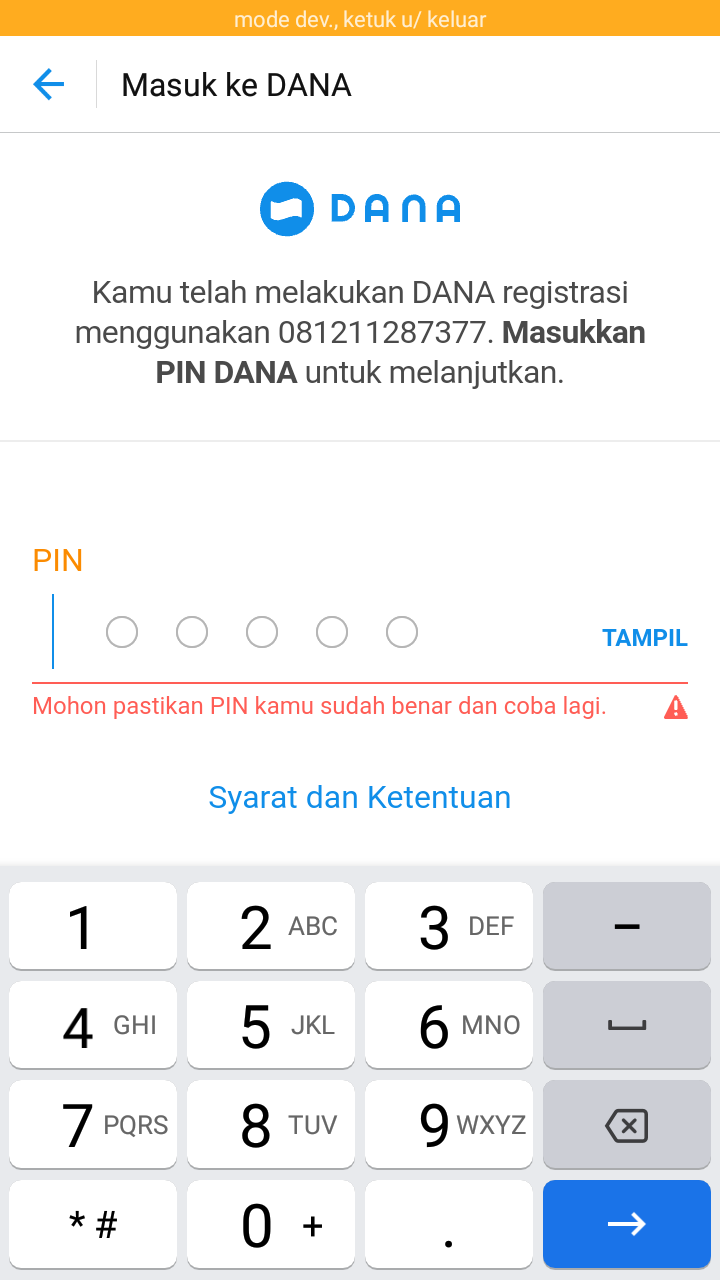 mode dev., ketuk u/ keluar
Masuk ke DANA
DANA
Kamu telah melakukan DANA registrasi
menggunakan 081211287377. Masukkan
PIN DANA untuk melanjutkan.
PIN
TAMPIL
Mohon pastikan PIN kamu sudah benar dan coba lagi.
Syarat dan Ketentuan
1 2 ABC 3 DEF –
4 GHI 5 JKL 6 MNO
7 PQRS 8 TUV 9 WXYZ
* # 0 + .